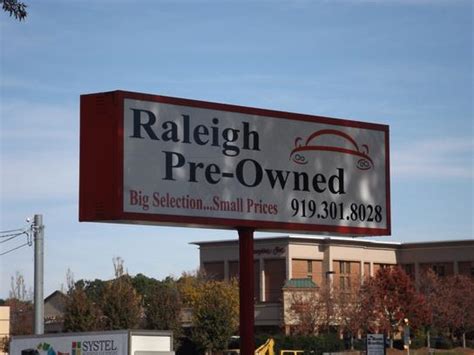 Raleigh
Pre-Owned
Big Selection...Small Prices 919.301.8028
SYSTEL